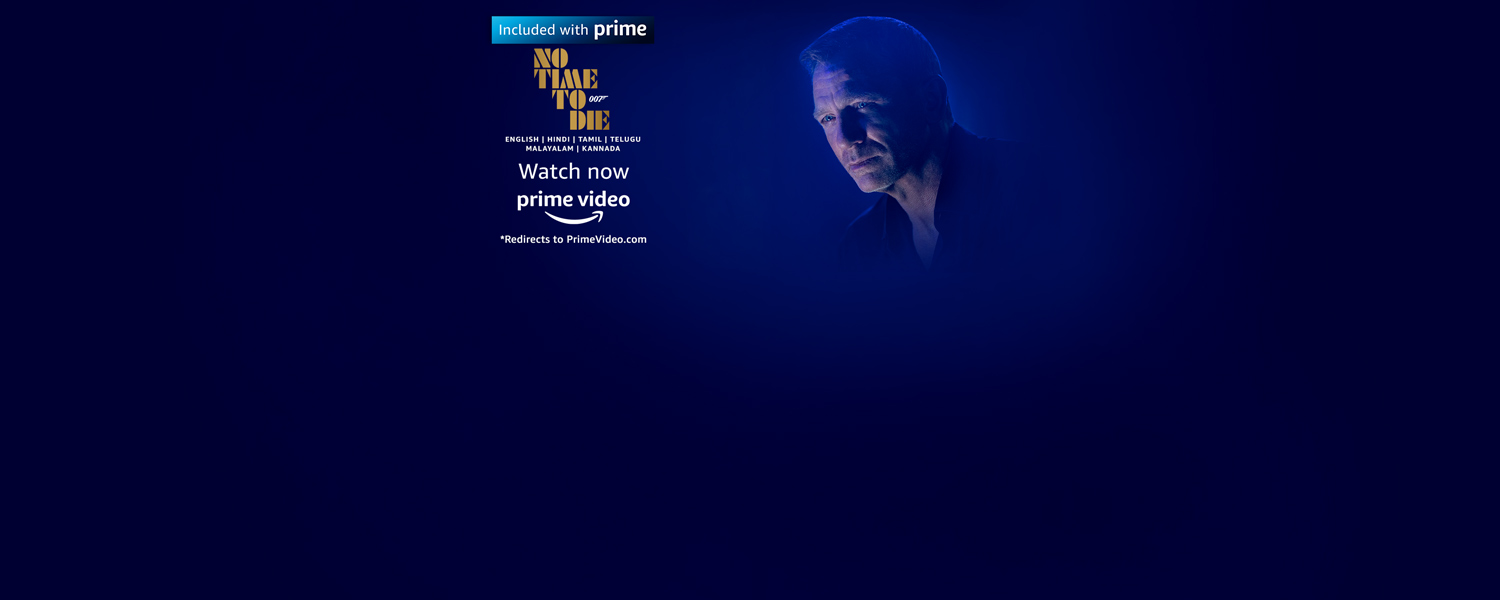 Included with prime
NO
TIME
TO 007
DIE
ENGLISH | HINDI | TAMIL | TELUGU
MALAYALAM | KANNADA
Watch now
prime video
*Redirects to PrimeVideo.com